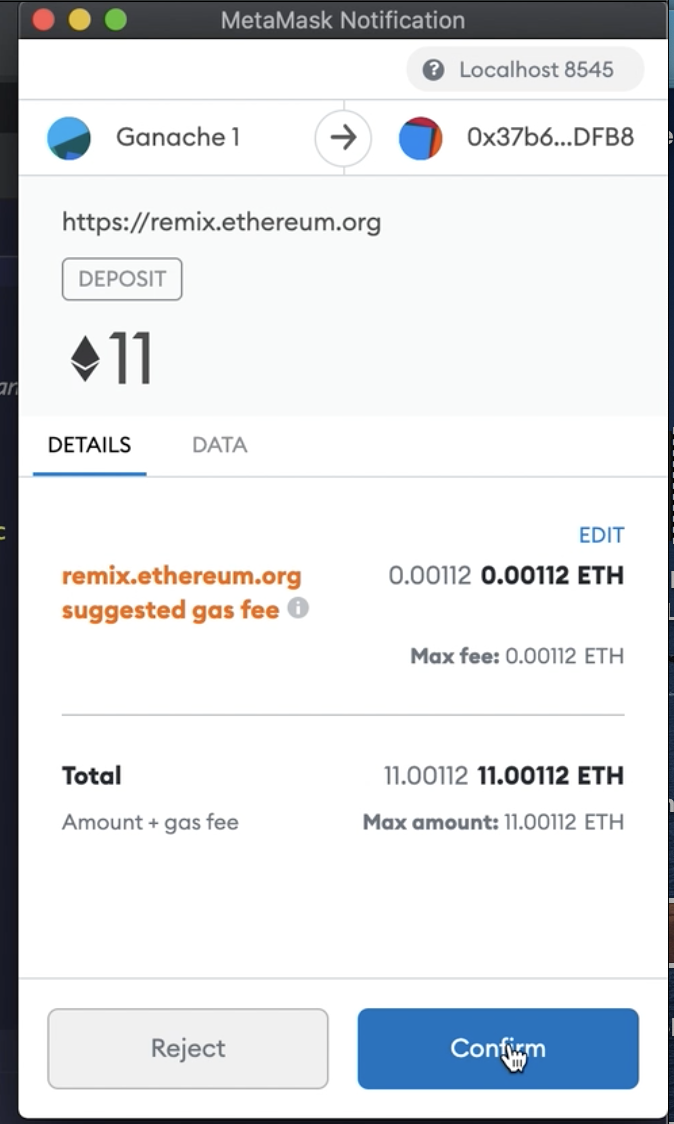 MetaMask Notification
Localhost 8545
Ganache 1
0x37b6...DFB8
https://remix.ethereum.org
DEPOSIT
11
DETAILS DATA
EDIT
remix.ethereum.org 0.00112 0.00112 ETH
suggested gas fee
Max fee: 0.00112 ETH
Total 11.00112 11.00112 ETH
Amount + gas fee Max amount: 11.00112 ETH
Reject Confirm